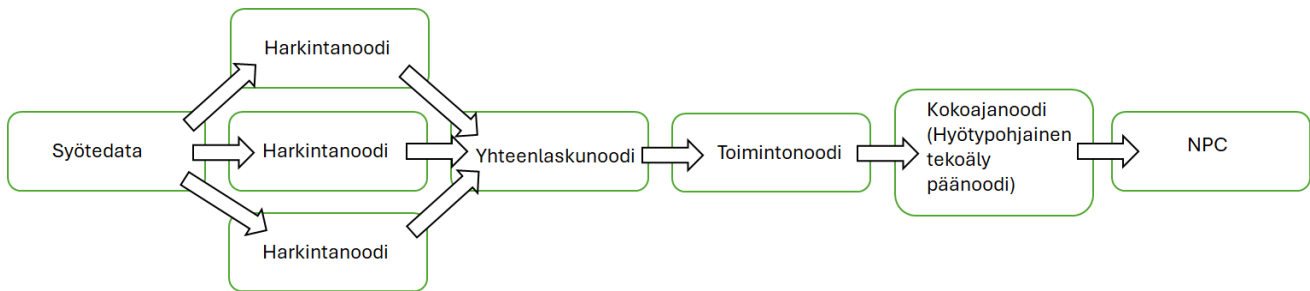 Harkintanoodi
Syötedata
Harkintanoodi
Harkintanoodi
Yhteenlaskunoodi
Toimintonoodi
Kokoajanoodi
(Hyötypohjainen
tekoäly
päänoodi)
NPC